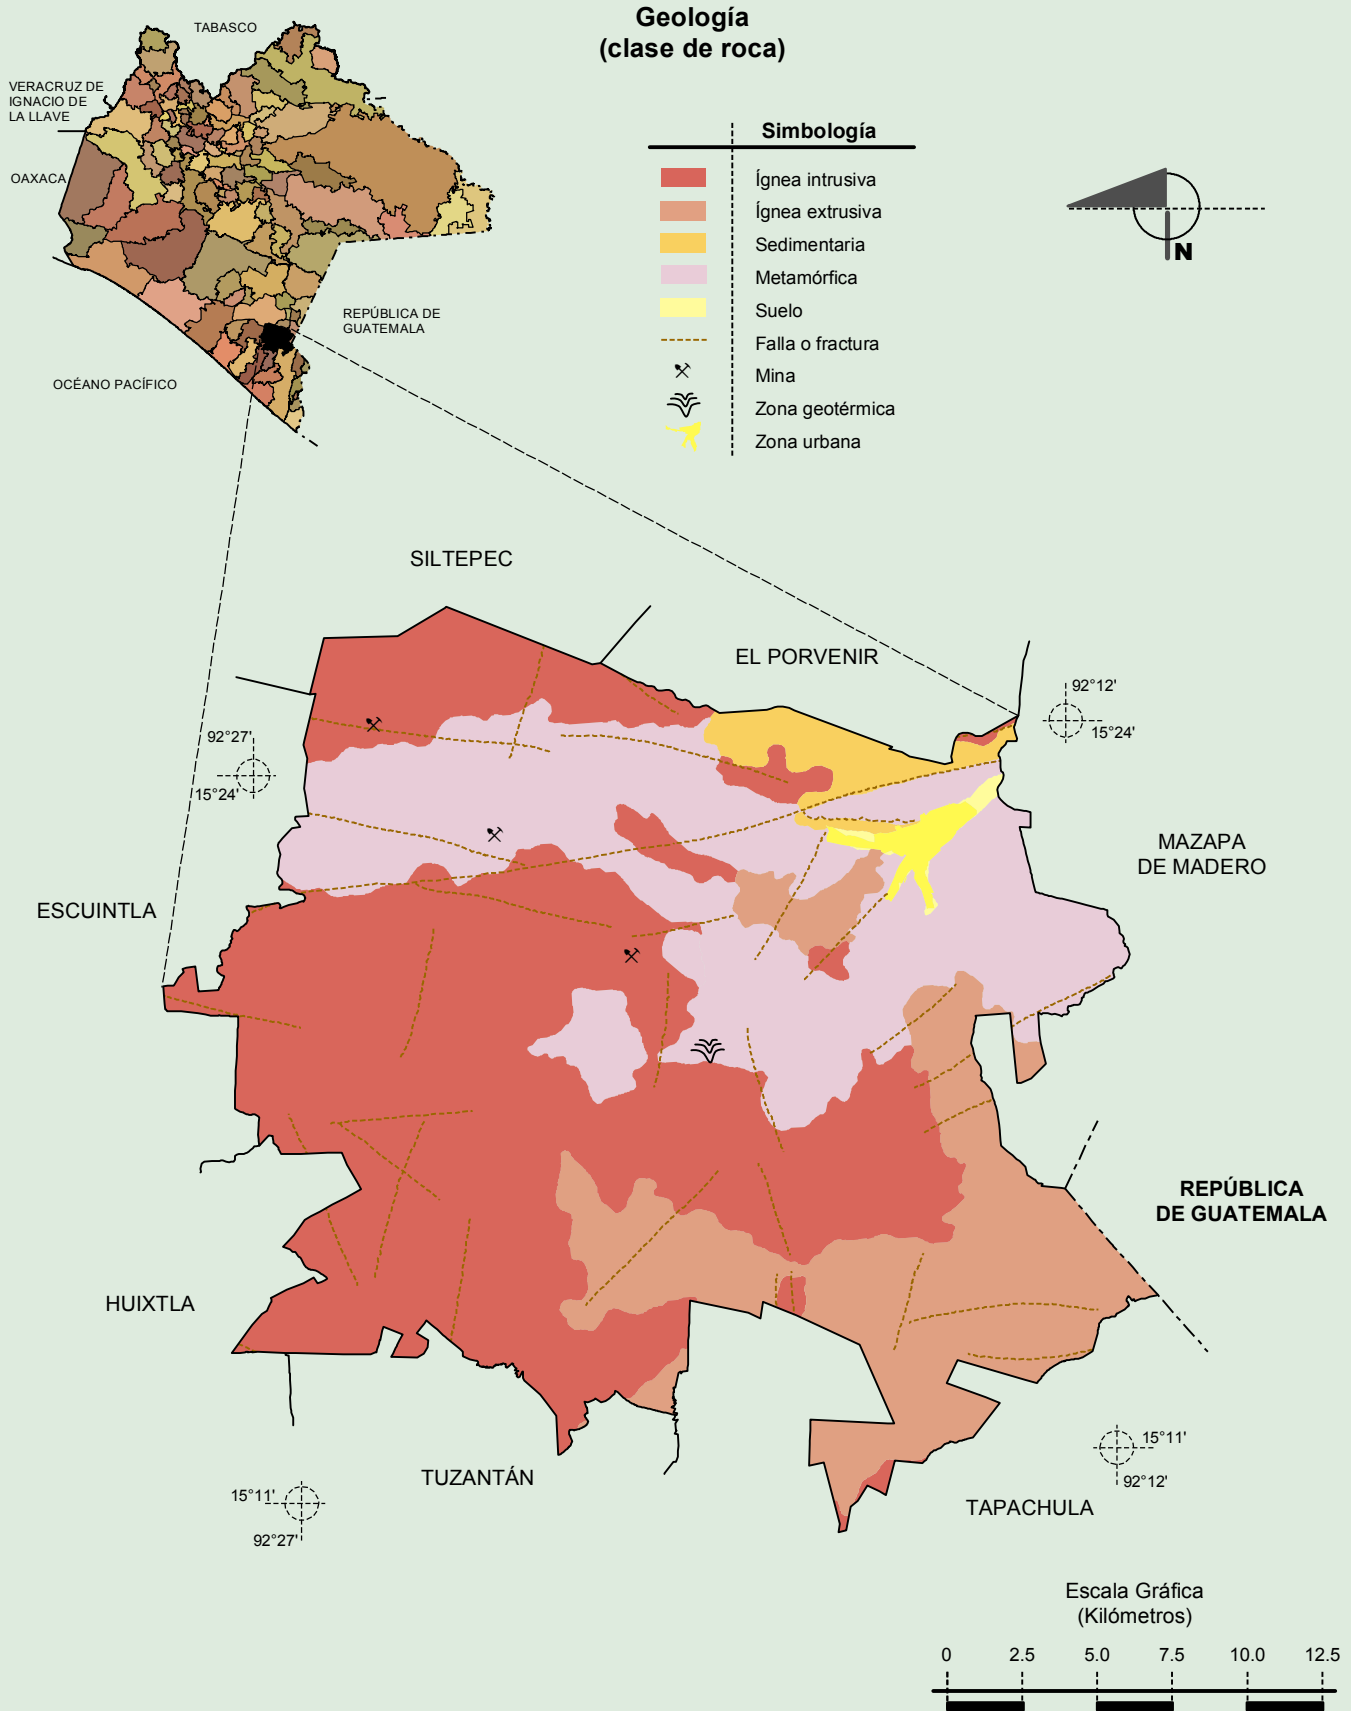 Geología
(clase de roca)
TABASCO
VERACRUZ DE
IGNACIO DE
LA LLAVE
OAXACA
REPÚBLICA DE
GUATEMALA
OCÉANO PACÍFICO
Simbología
Ígnea intrusiva
Ígnea extrusiva
Sedimentaria
Metamórfica
Suelo
Falla o fractura
Mina
Zona geotérmica
Zona urbana
N
SILTEPEC
EL PORVENIR
92°12'
15°24'
92°27'
15°24'
MAZAPA
DE MADERO
ESCUINTLA
REPÚBLICA
DE GUATEMALA
HUIXTLA
TUZANTÁN
15°11'
92°12'
TAPACHULA
15°11'
92°27'
Escala Gráfica
(Kilómetros)
0 2.5 5.0 7.5 10.0 12.5